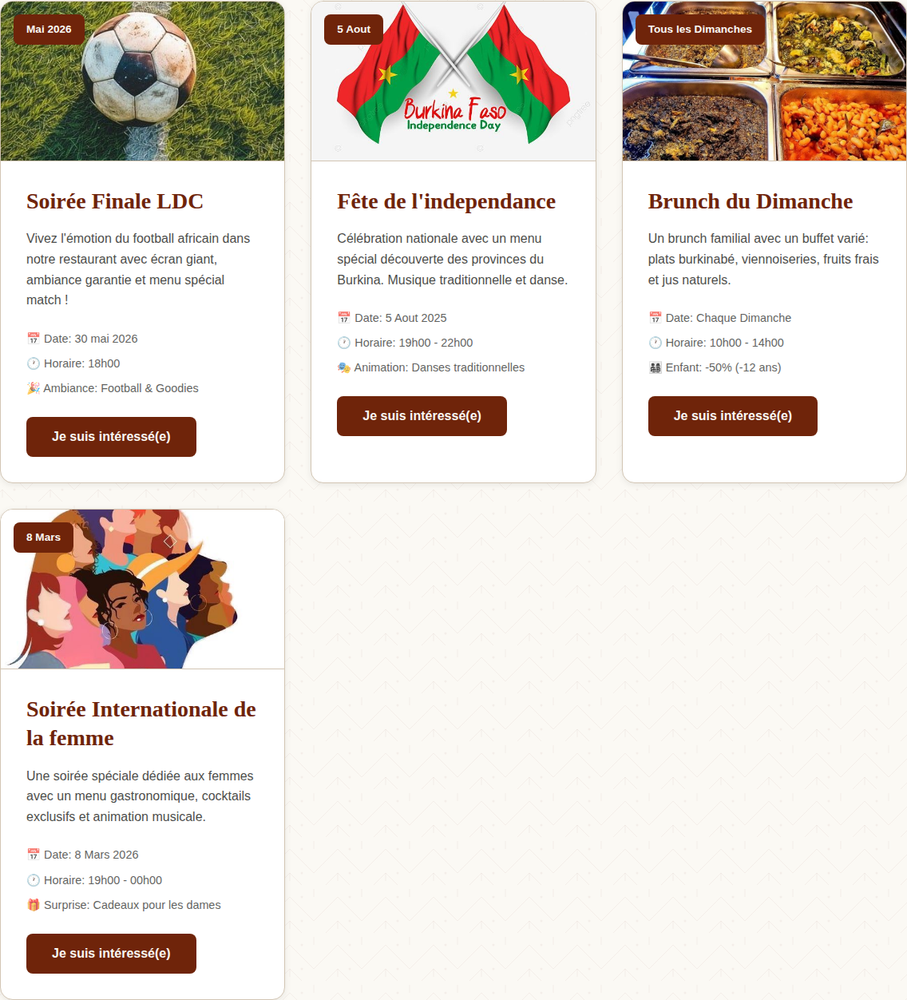 Mai 2026
Soirée Finale LDC
Vivez l'émotion du football africain dans
notre restaurant avec écran giant,
ambiance garantie et menu spécial
match !
📅 Date: 30 mai 2026
🕐 Horaire: 18h00
🎉 Ambiance: Football & Goodies
Je suis intéressé(e)
5 Aout
Burkina Faso
Independence Day
pngtree
Fête de l'independance
Célébration nationale avec un menu
spécial découverte des provinces du
Burkina. Musique traditionnelle et danse.
📅 Date: 5 Aout 2025
🕐 Horaire: 19h00 - 22h00
🎭 Animation: Danses traditionnelles
Je suis intéressé(e)
Tous les Dimanches
Brunch du Dimanche
Un brunch familial avec un buffet varié:
plats burkinabé, viennoiseries, fruits frais
et jus naturels.
📅 Date: Chaque Dimanche
🕐 Horaire: 10h00 - 14h00
👨‍👩‍👧‍👦 Enfant: -50% (-12 ans)
Je suis intéressé(e)
8 Mars
Soirée Internationale de
la femme
Une soirée spéciale dédiée aux femmes
avec un menu gastronomique, cocktails
exclusifs et animation musicale.
📅 Date: 8 Mars 2026
🕐 Horaire: 19h00 - 00h00
🎁 Surprise: Cadeaux pour les dames
Je suis intéressé(e)